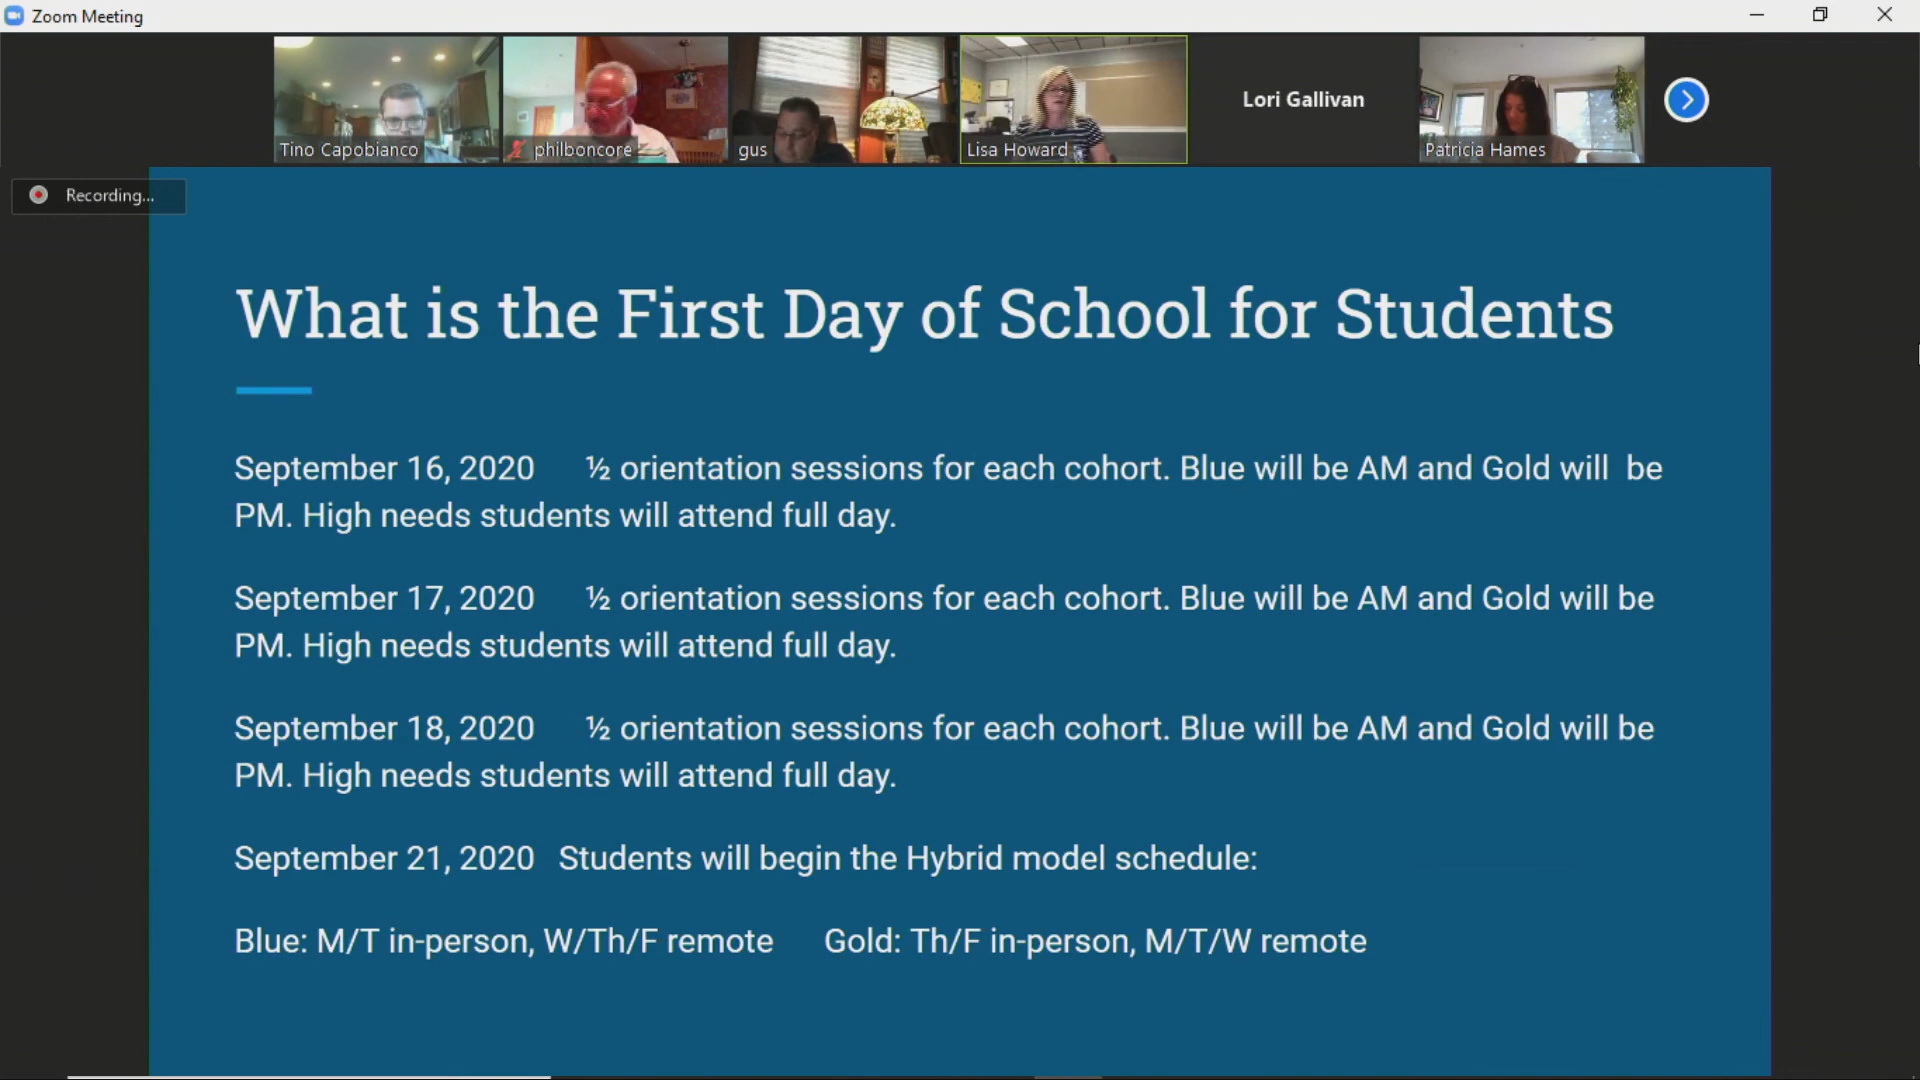 Zoom Meeting
Tino Capobianco
philboncore
gus
Lisa Howard
Lori Gallivan
Patricia Hames
Recording...
What is the First Day of School for Students
September 16, 2020 ½ orientation sessions for each cohort. Blue will be AM and Gold will be
PM. High needs students will attend full day.
September 17, 2020 ½ orientation sessions for each cohort. Blue will be AM and Gold will be
PM. High needs students will attend full day.
September 18, 2020 ½ orientation sessions for each cohort. Blue will be AM and Gold will be
PM. High needs students will attend full day.
September 21, 2020 Students will begin the Hybrid model schedule:
Blue: M/T in-person, W/Th/F remote Gold: Th/F in-person, M/T/W remote